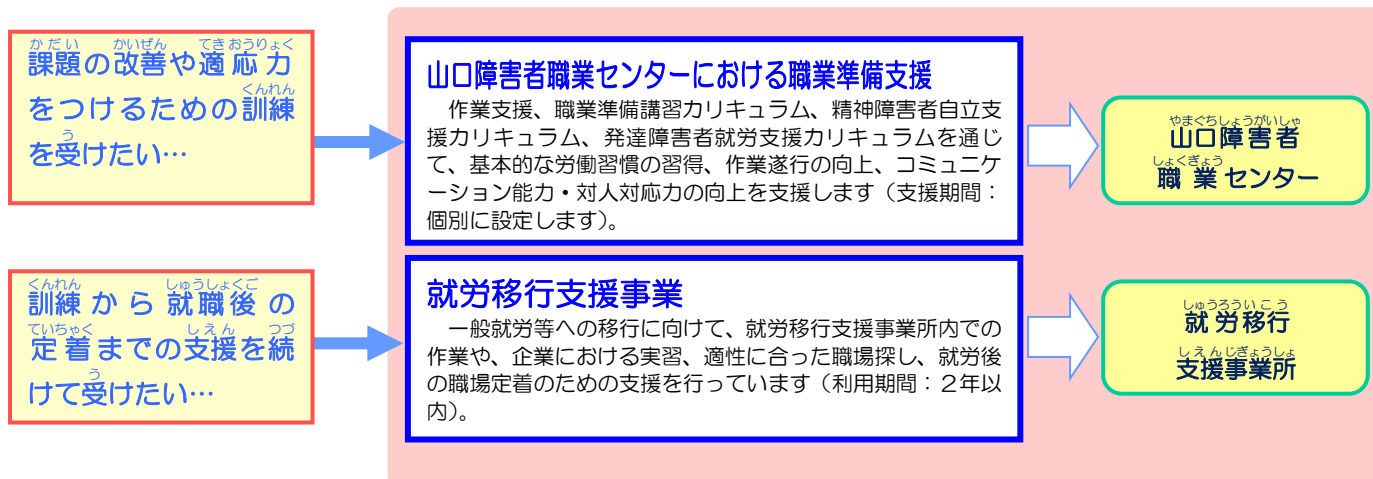 かだい かいぜん てきおうりょく
課題の改善や適応力
くんれん
をつけるための訓練
う
を受けたい…
山口障害者職業センターにおける職業準備支援
作業支援、職業準備講習カリキュラム、精神障害者自立支
援カリキュラム、発達障害者就労支援カリキュラムを通じ
て、基本的な労働習慣の習得、作業遂行の向上、コミュニケ
ーション能力・対人対応力の向上を支援します（支援期間：
個別に設定します）。
やまぐちしょうがいしゃ
山口障害者
しょくぎょう
職業センター
くんれん しゅうしょくご
訓練から就職後の
ていちゃく しえん つづ
定着までの支援を続
う
けて受けたい…
就労移行支援事業
一般就労等への移行に向けて、就労移行支援事業所内での
作業や、企業における実習、適性に合った職場探し、就労後
の職場定着のための支援を行っています（利用期間：２年以
内）。
しゅうろういこう
就労移行
しえんじぎょうしょ
支援事業所